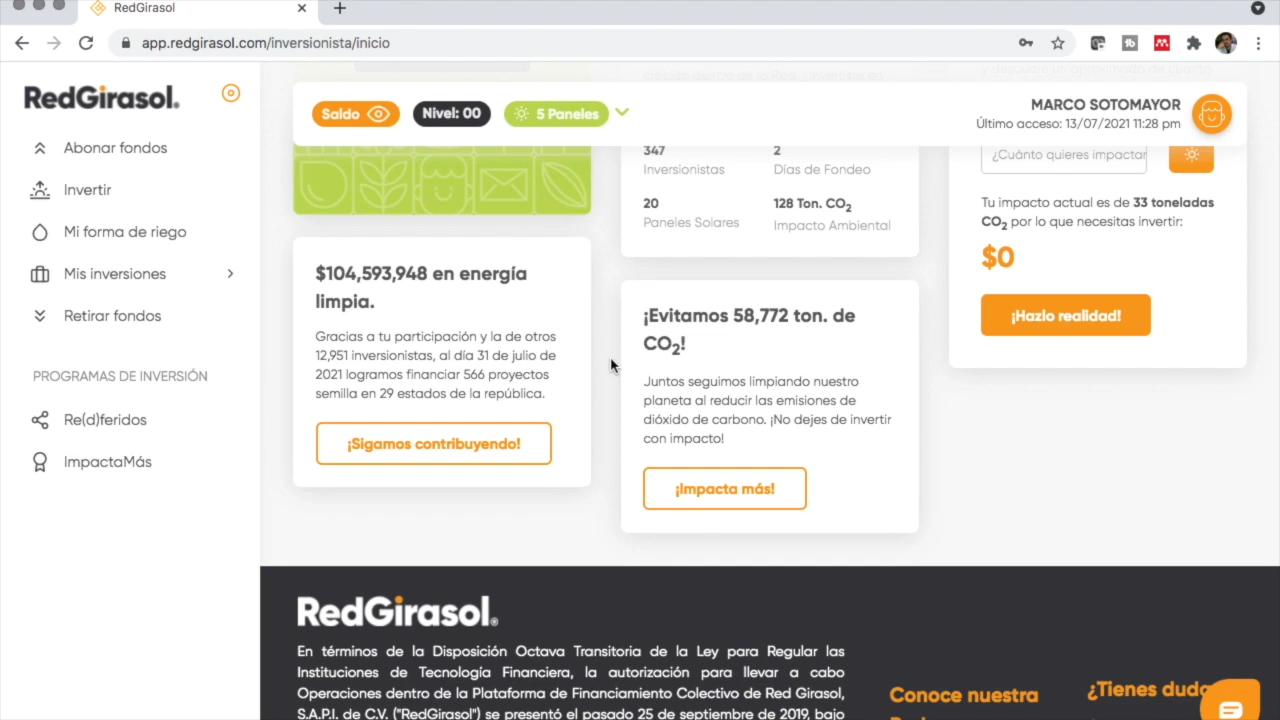 RedGirasol
app.redgirasol.com/inversionista/inicio
RedGirasol.
Abonar fondos
Invertir
Mi forma de riego
Mis inversiones
Retirar fondos
PROGRAMAS DE INVERSIÓN
Re(d)feridos
ImpactaMás
Saldo
Nivel: 00
5 Paneles
MARCO SOTOMAYOR
Último acceso: 13/07/2021 11:28 pm
$104,593,948 en energía
limpia.
Gracias a tu participación y la de otros
12,951 inversionistas, al día 31 de julio de
2021 logramos financiar 566 proyectos
semilla en 29 estados de la república.
¡Sigamos contribuyendo!
347
Inversionistas
2
Días de Fondeo
20
Paneles Solares
128 Ton. CO2
Impacto Ambiental
¡Evitamos 58,772 ton. de
CO2!
Juntos seguimos limpiando nuestro
planeta al reducir las emisiones de
dióxido de carbono. ¡No dejes de invertir
con impacto!
¡Impacta más!
¿Cuánto quieres impactar
Tu impacto actual es de 33 toneladas
CO2 por lo que necesitas invertir:
$0
¡Hazlo realidad!
RedGirasol.
En términos de la Disposición Octava Transitoria de la Ley para Regular las
Instituciones de Tecnología Financiera, la autorización para llevar a cabo
Operaciones dentro de la Plataforma de Financiamiento Colectivo de Red Girasol,
S.A.P.I. de C.V. ("RedGirasol") se presentó el pasado 25 de septiembre de 2019, bajo
Conoce nuestra
¿Tienes duda